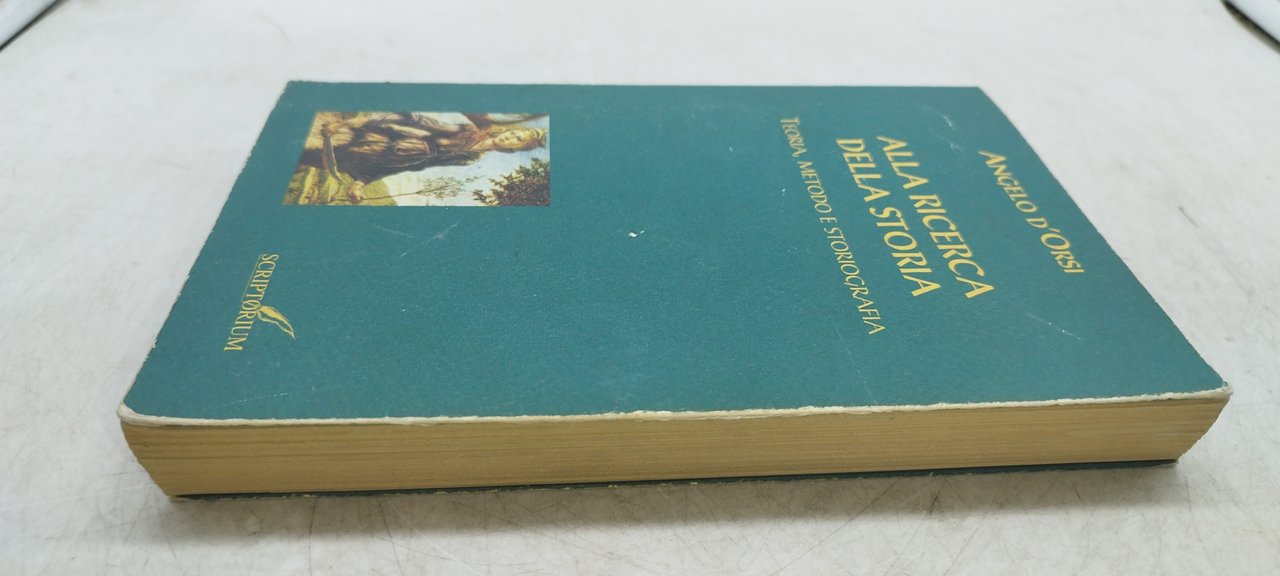 ANGELO D'ORSI
ALLA RICERCA
DELLA STORIA
TEORIA, METODO E STORIOGRAFIA
SCRIPTORIUM